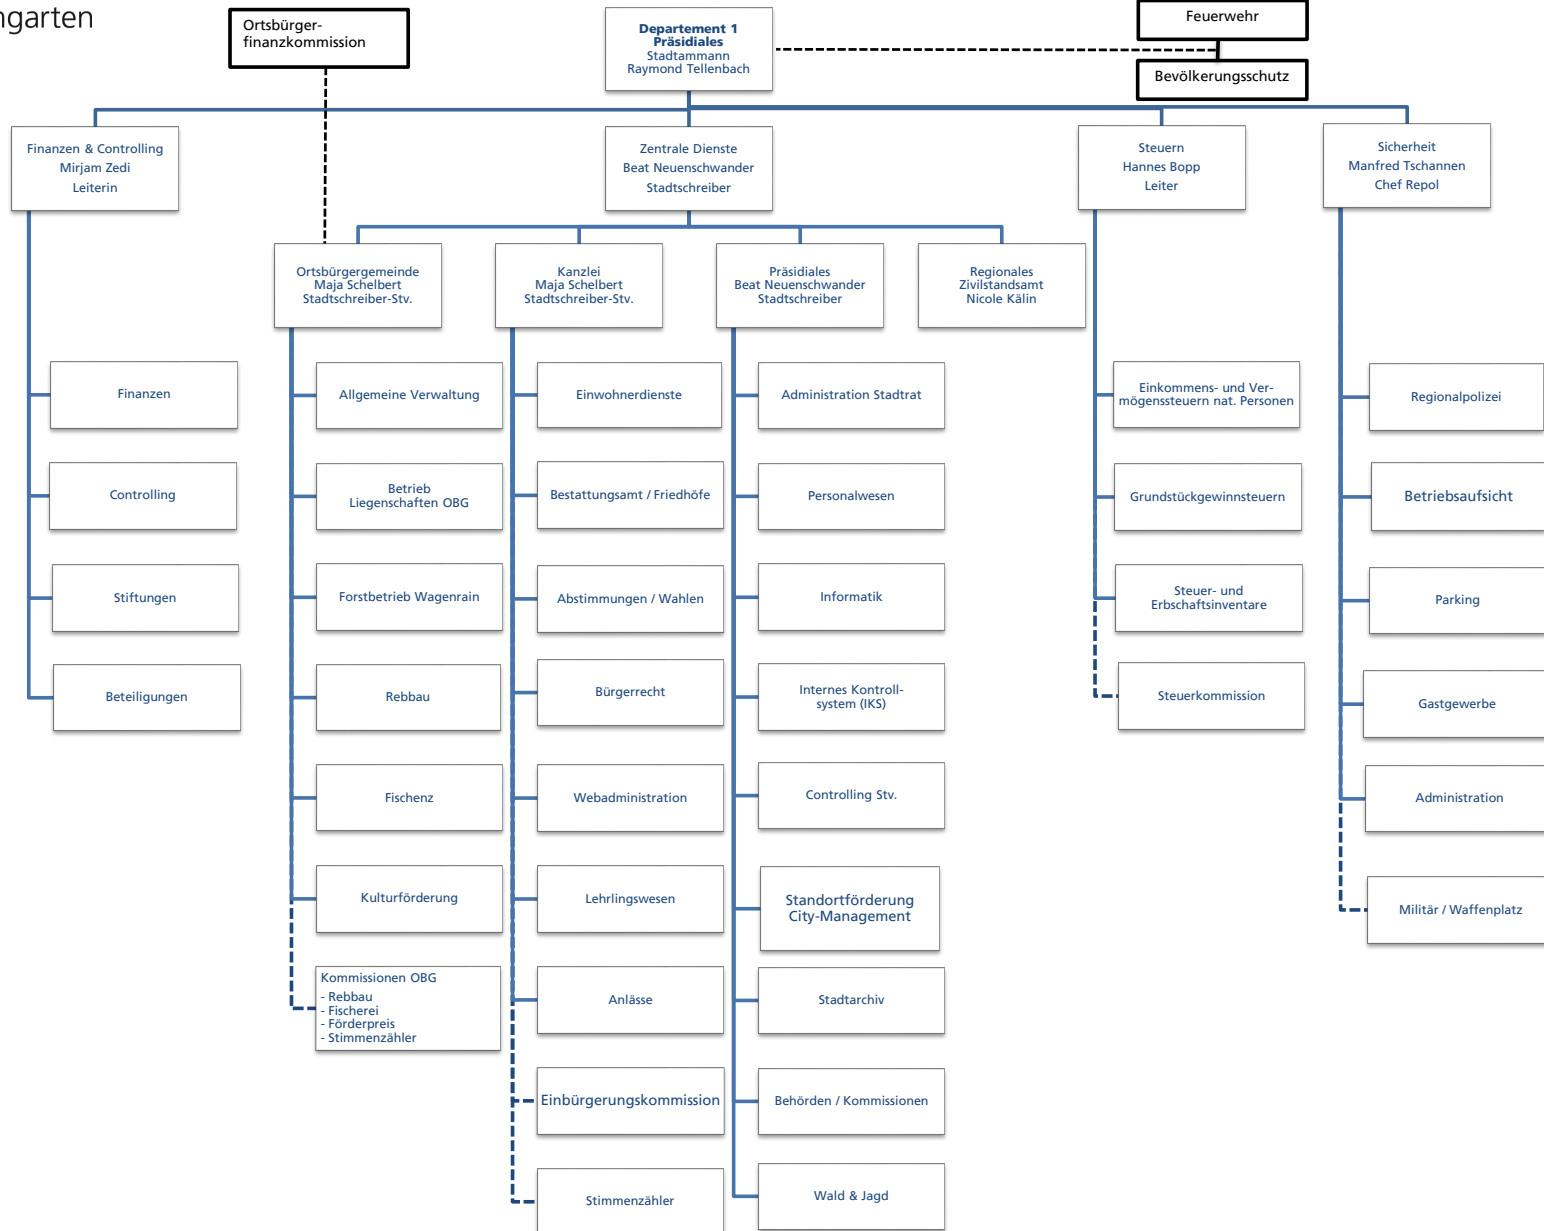 ngarten
Ortsbürger-
finanzkommission
Departement 1
Präsidiales
Stadtammann
Raymond Tellenbach
Feuerwehr
Bevölkerungsschutz
Finanzen & Controlling
Mirjam Zedi
Leiterin
Zentrale Dienste
Beat Neuenschwander
Stadtschreiber
Steuern
Hannes Bopp
Leiter
Sicherheit
Manfred Tschannen
Chef Repol
Ortsbürgergemeinde
Maja Schelbert
Stadtschreiber-Stv.
Kanzlei
Maja Schelbert
Stadtschreiber-Stv.
Präsidiales
Beat Neuenschwander
Stadtschreiber
Regionales
Zivilstandsamt
Nicole Kälin
Finanzen
Controlling
Stiftungen
Beteiligungen
Allgemeine Verwaltung
Betrieb
Liegenschaften OBG
Forstbetrieb Wagenrain
Rebbau
Fischenz
Kulturförderung
Kommissionen OBG
- Rebbau
- Fischerei
- Förderpreis
- Stimmenzähler
Einwohnerdienste
Bestattungsamt / Friedhöfe
Abstimmungen / Wahlen
Bürgerrecht
Webadministration
Lehrlingswesen
Anlässe
Einbürgerungskommission
Stimmenzähler
Administration Stadtrat
Personalwesen
Informatik
Internes Kontroll-
system (IKS)
Controlling Stv.
Standortförderung
City-Management
Stadtarchiv
Behörden / Kommissionen
Wald & Jagd
Einkommens- und Ver-
mögenssteuern nat. Personen
Grundstückgewinnsteuern
Steuer- und
Erbschaftsinventare
Steuerkommission
Regionalpolizei
Betriebsaufsicht
Parking
Gastgewerbe
Administration
Militär / Waffenplatz